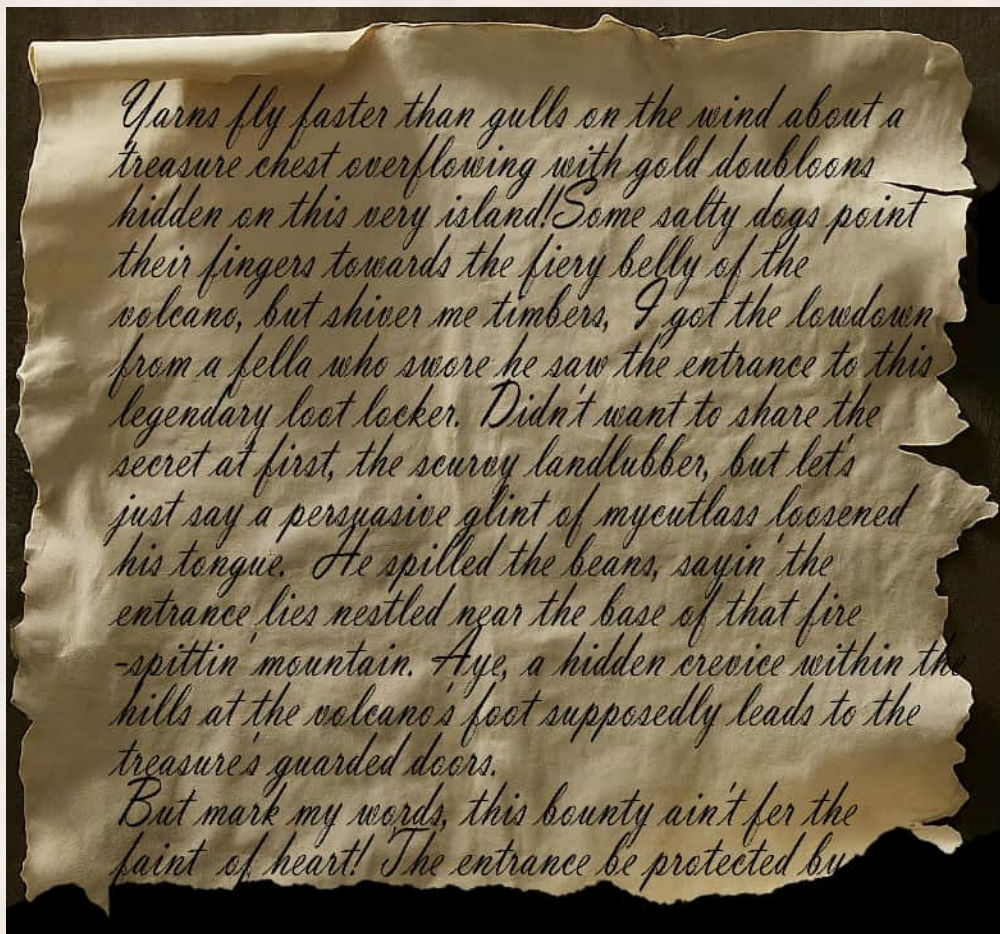 Yarns fly faster than gulls on the wind about a
treasure chest overflowing with gold doubloons
hidden on this very island!Some salty dogs point
their fingers towards the fiery belly of the
volcano, but shiver me timbers, I got the lowdown
from a fella who swore he saw the entrance to this
legendary loot locker. Didn't want to share the
secret at first, the scurvy landlubber, but let's
just say a persuasive glint of mycutlass loosened
his tongue. He spilled the beans, sayin' the
entrance lies nestled near the base of that fire
-spittin' mountain. Aye, a hidden crevice within the
hills at the volcano's foot supposedly leads to the
treasure's guarded doors.
But mark my words, this bounty ain't fer the
faint of heart! The entrance be protected by